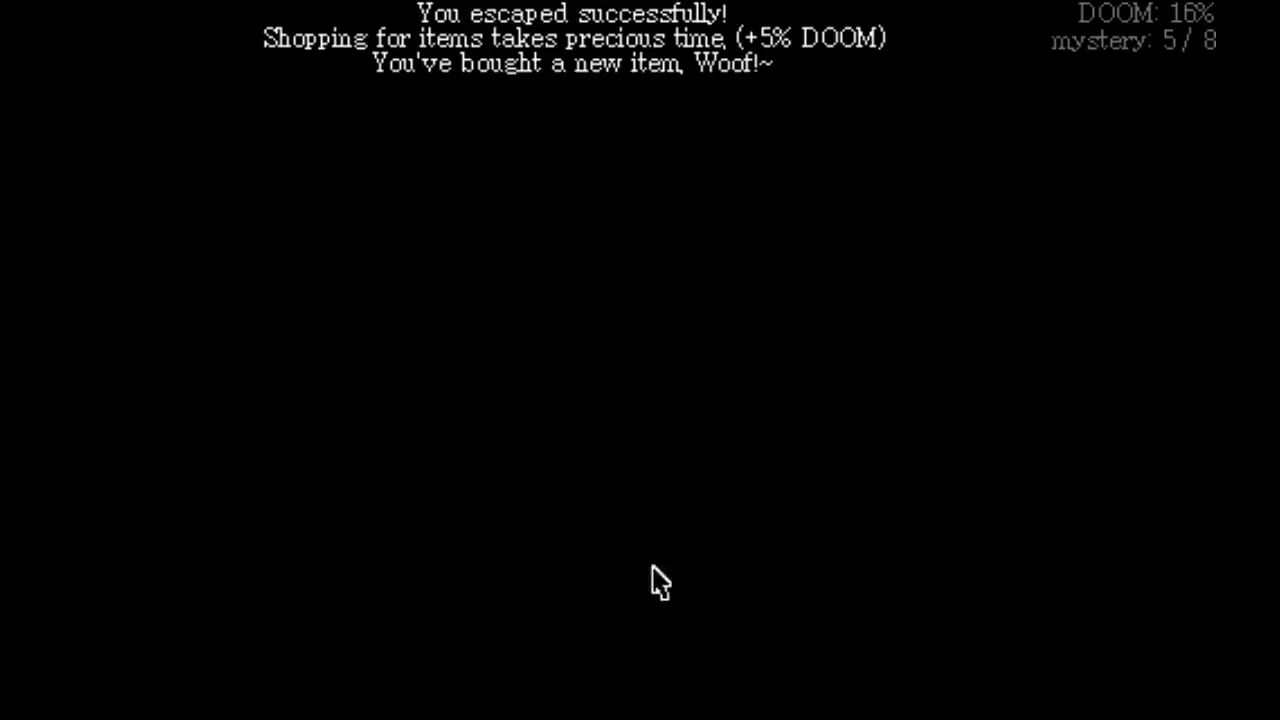 You escaped successfully!
Shopping for items takes precious time, (+5% DOOM)
You've bought a new item, Woof!~
DOOM: 16%
mystery: 5 / 8